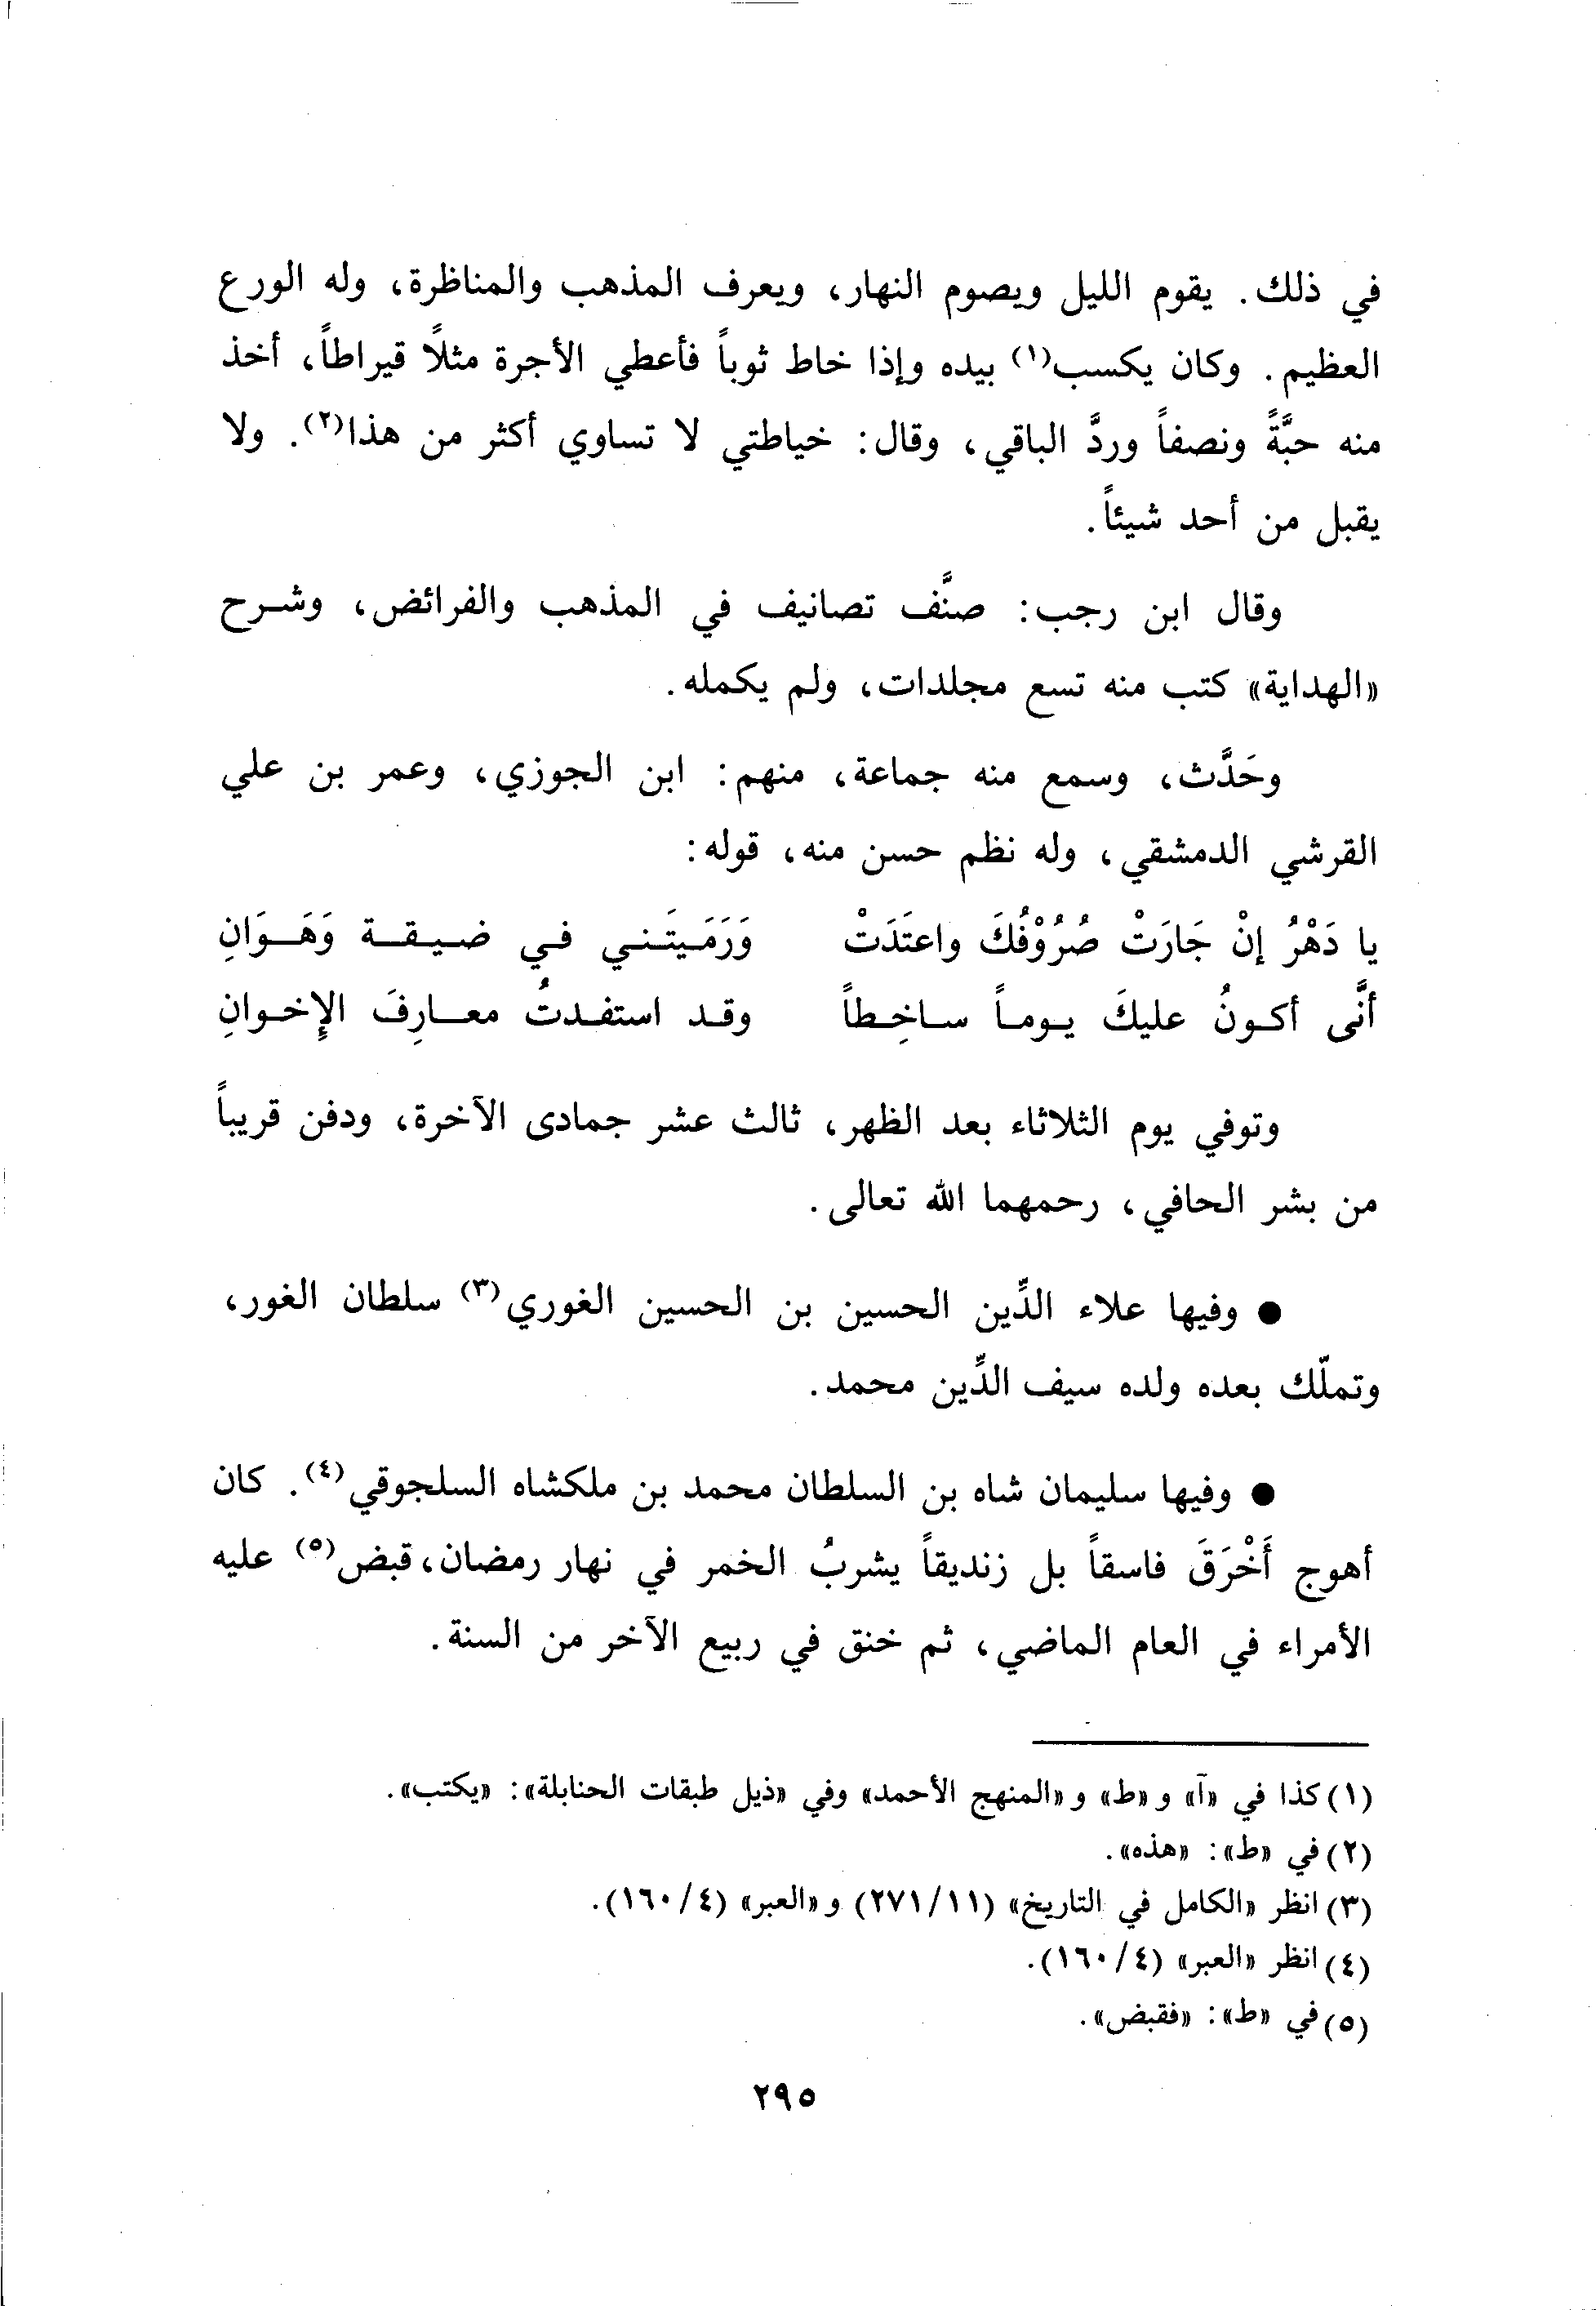 في ذلك. يقوم الليل ويصوم النهار، ويعرف المذهب والمناظرة، وله الورع
العظيم. وكان يكسب(١) بيده وإذا خاط ثوباً فأعطي الأجرة مثلاً قيراطاً، أخذ
منه حبَّةً ونصفاً وردَّ الباقي، وقال: خياطتي لا تساوي أكثر من هذا(٢). ولا
يقبل من أحد شيئاً.
وقال ابن رجب: صنَّف تصانيف في المذهب والفرائض، وشرح
«الهداية» كتب منه تسع مجلدات، ولم يكمله.
وحَدَّث، وسمع منه جماعة، منهم: ابن الجوزي، وعمر بن علي
القرشي الدمشقي، وله نظم حسن منه، قوله:
يا دَهْرُ إنْ جَارَتْ صُرُوْفُكَ واعتَدَتْ وَرَمَيتَني في ضيقة وَهَوَانِ
أنَّى أكونُ عليكَ يوماً ساخِطاً وقد استفدتُ معارِفَ الإِخوانِ
وتوفي يوم الثلاثاء بعد الظهر، ثالث عشر جمادى الآخرة، ودفن قريباً
من بشر الحافي، رحمهما الله تعالى.
● وفيها علاء الدِّين الحسين بن الحسين الغوري(٣) سلطان الغور،
وتملّك بعده ولده سيف الدِّين محمد.
● وفيها سليمان شاه بن السلطان محمد بن ملكشاه السلجوقي(٤). كان
أهوج أَخْرَقَ فاسقاً بل زنديقاً يشربُ الخمر في نهار رمضان، قبض(٥) عليه
الأمراء في العام الماضي، ثم خنق في ربيع الآخر من السنة.
(١) كذا في «آ» و «ط» و «المنهج الأحمد» وفي «ذيل طبقات الحنابلة»: «يكتب».
(٢) في «ط»: «هذه».
(٣) انظر «الكامل في التاريخ» (٢٧١/١١) و «العبر» (١٦٠/٤).
(٤) انظر «العبر» (١٦٠/٤).
(٥) في «ط»: «فقبض».
٢٩٥